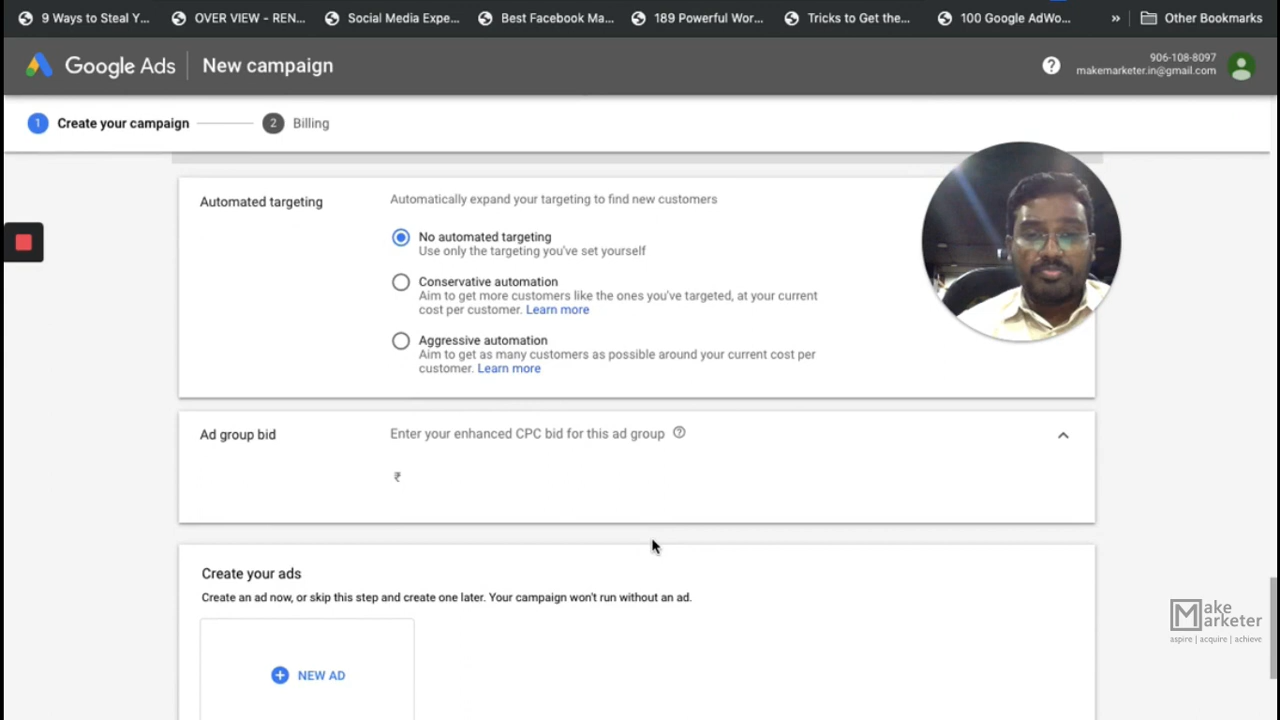 9 Ways to Steal Y...
OVER VIEW - REN...
Social Media Expe...
Best Facebook Ma...
189 Powerful Wor...
Tricks to Get the...
100 Google AdWo...
»
Other Bookmarks
Google Ads
New campaign
?
906-108-8097
makemarketer.in@gmail.com
1 Create your campaign
2 Billing
Automated targeting
Automatically expand your targeting to find new customers
No automated targeting
Use only the targeting you've set yourself
Conservative automation
Aim to get more customers like the ones you've targeted, at your current
cost per customer. Learn more
Aggressive automation
Aim to get as many customers as possible around your current cost per
customer. Learn more
Ad group bid
Enter your enhanced CPC bid for this ad group ?
₹
Create your ads
Create an ad now, or skip this step and create one later. Your campaign won't run without an ad.
+ NEW AD
Make
Marketer
aspire | acquire | achieve